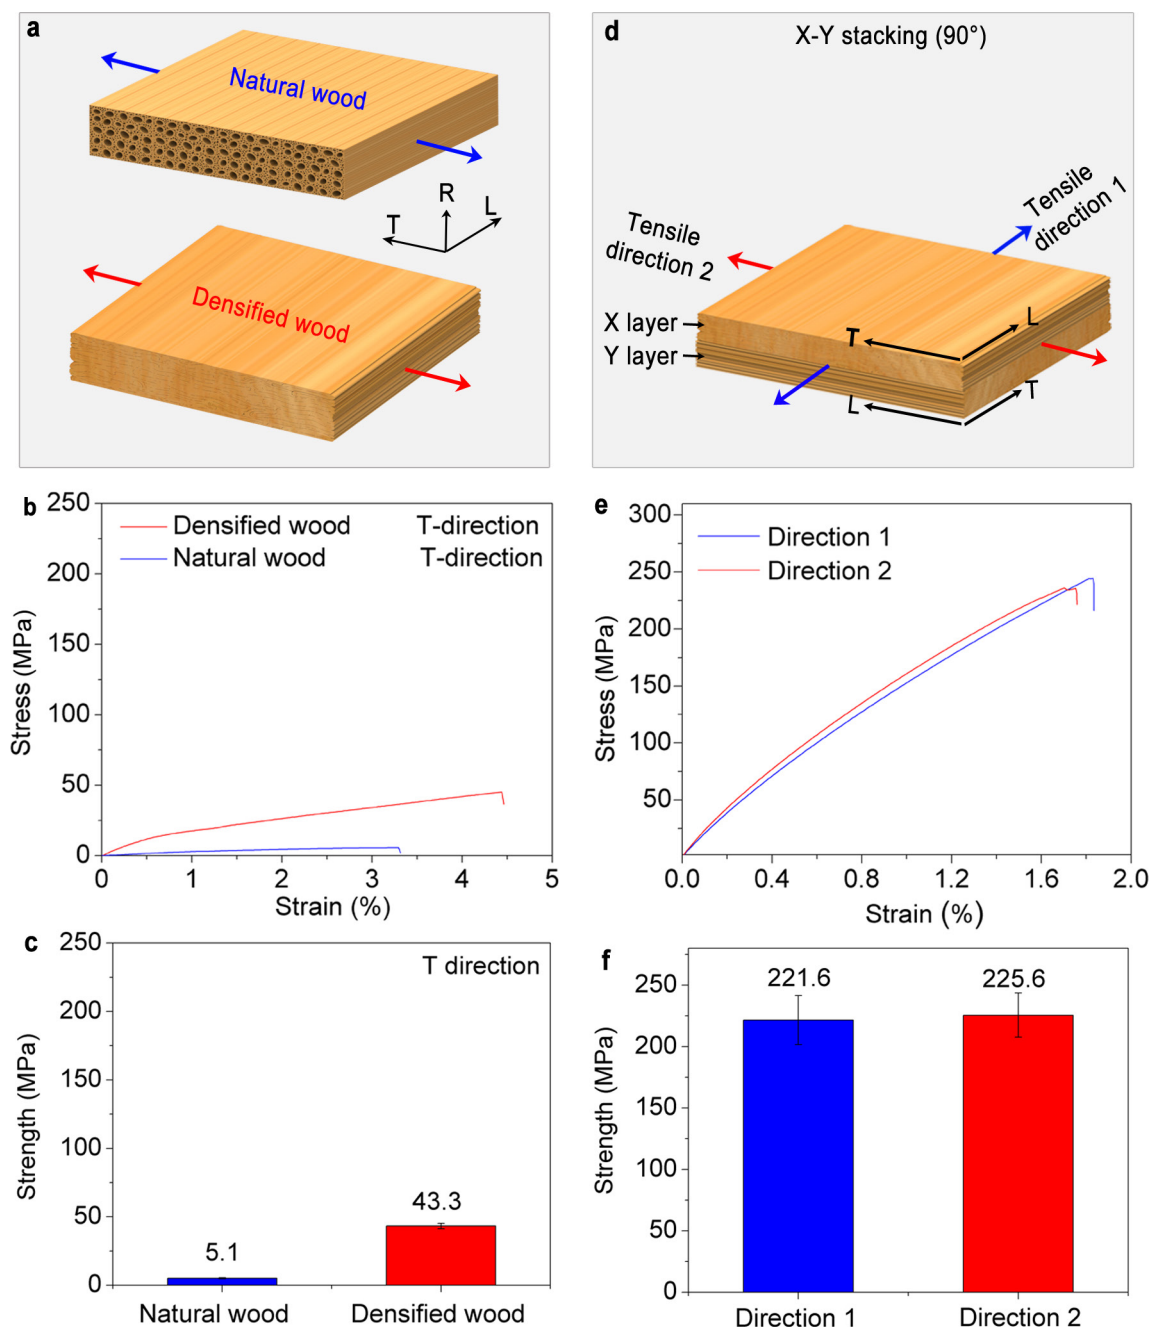 a
Natural wood
R
T
L
Densified wood
d
X-Y stacking (90°)
Tensile
direction 1
Tensile
direction 2
X layer
Y layer
T
L
L
T
b
250
200
150
100
50
0
Stress (MPa)
Densified wood T-direction
Natural wood T-direction
0 1 2 3 4 5
Strain (%)
e
300
250
200
150
100
50
Stress (MPa)
Direction 1
Direction 2
0.0 0.4 0.8 1.2 1.6 2.0
Strain (%)
c
250
200
150
100
50
0
Strength (MPa)
T direction
5.1
43.3
Natural wood Densified wood
f
250
200
150
100
50
0
Strength (MPa)
221.6
225.6
Direction 1 Direction 2